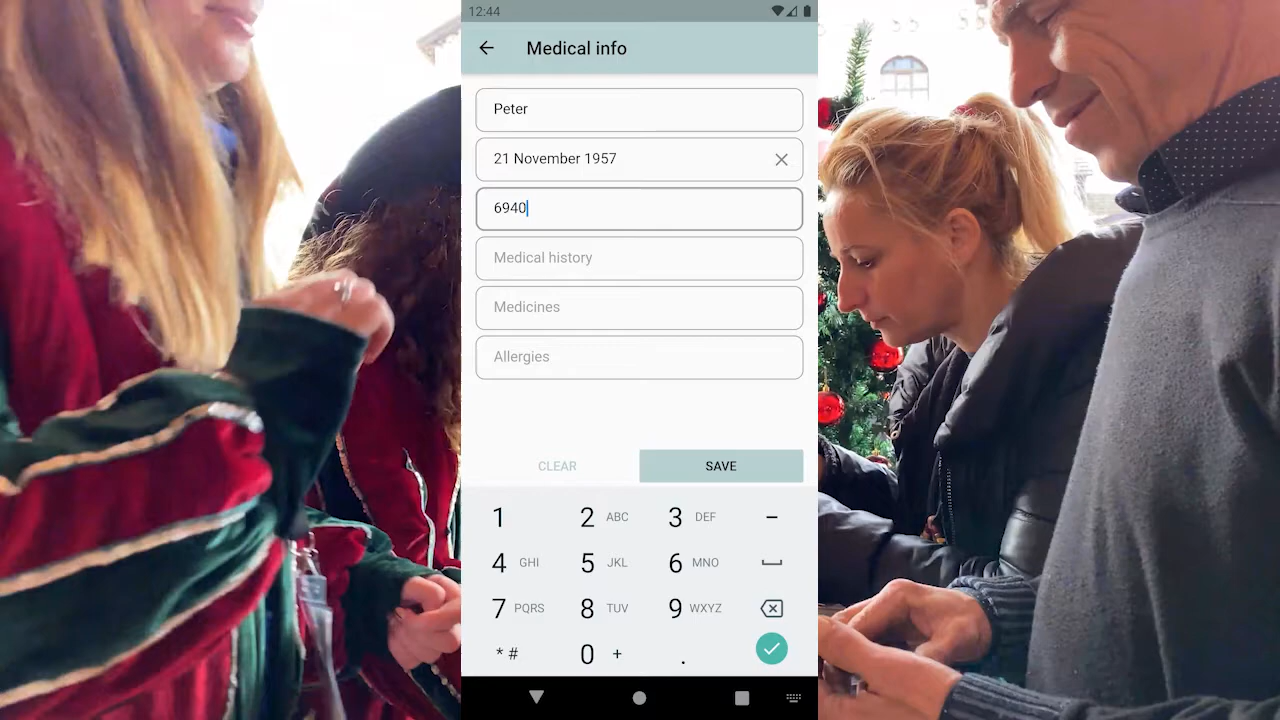 12:44
Medical info
Peter
21 November 1957
6940
Medical history
Medicines
Allergies
CLEAR
SAVE
1
2 ABC
3 DEF
–
4 GHI
5 JKL
6 MNO
7 PQRS
8 TUV
9 WXYZ
* #
0 +
.